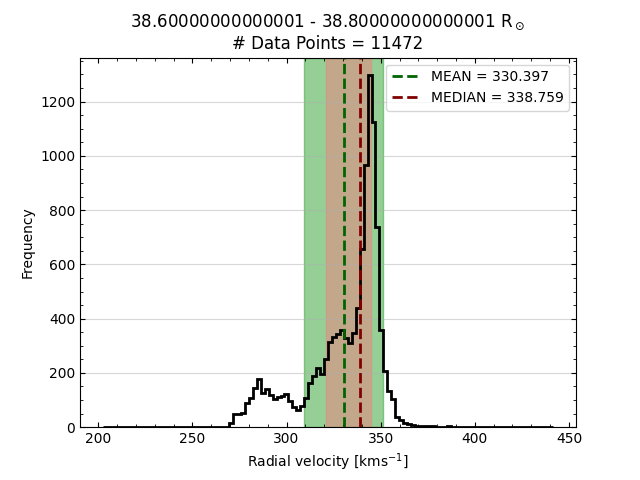 38.60000000000001 - 38.80000000000001 R⊙
# Data Points = 11472
MEAN = 330.397
MEDIAN = 338.759
Frequency
1200
1000
800
600
400
200
0
200 250 300 350 400 450
Radial velocity [kms⁻¹]